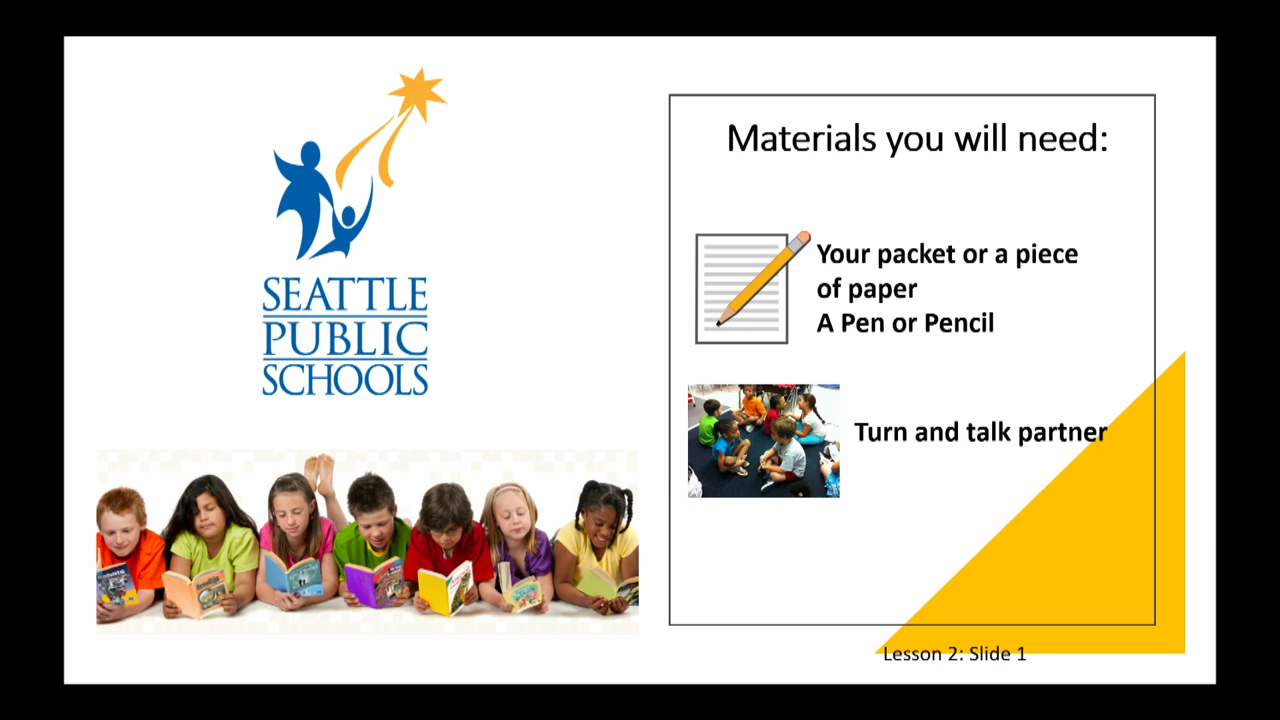 SEATTLE
PUBLIC
SCHOOLS
Materials you will need:
Your packet or a piece
of paper
A Pen or Pencil
Turn and talk partner
Lesson 2: Slide 1